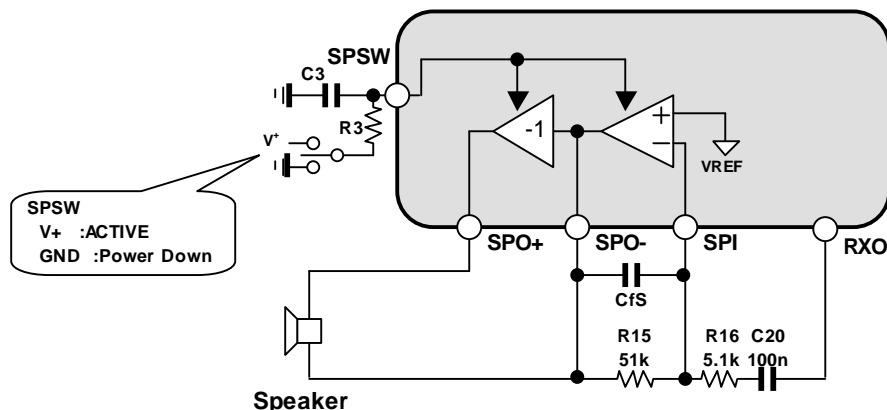 SPSW
C3
R3
V+
-1
+
−
VREF
SPSW
V+ :ACTIVE
GND :Power Down
SPO+
SPO-
SPI
RXO
CfS
R15
51k
R16
5.1k
C20
100n
Speaker